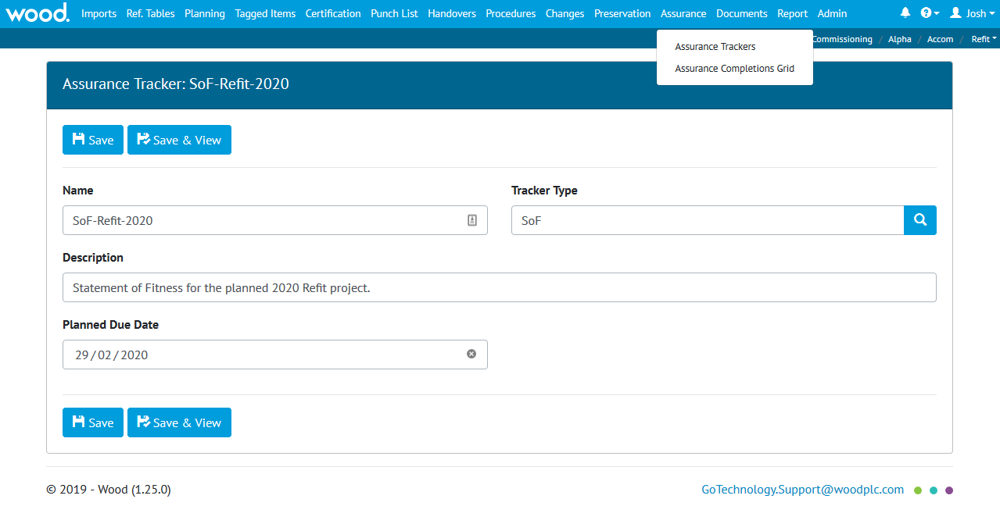 wood. Imports Ref. Tables Planning Tagged Items Certification Punch List Handovers Procedures Changes Preservation Assurance Documents Report Admin Josh
Commissioning / Alpha / Accom / Refit
Assurance Trackers
Assurance Completions Grid
Assurance Tracker: SoF-Refit-2020
Save Save & View
Name Tracker Type
SoF-Refit-2020 SoF
Description
Statement of Fitness for the planned 2020 Refit project.
Planned Due Date
29/02/2020
Save Save & View
© 2019 - Wood (1.25.0) GoTechnology.Support@woodplc.com